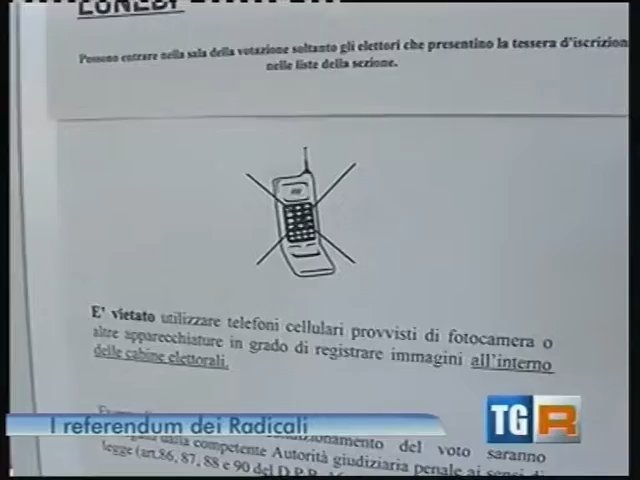 Possono entrare nella sala della votazione soltanto gli elettori che presentino la tessera d'iscrizion
nelle liste della sezione.
E' vietato utilizzare telefoni cellulari provvisti di fotocamera o
altre apparecchiature in grado di registrare immagini all'interno
delle cabine elettorali.
I referendum dei Radicali
TGR
del voto saranno
dalla competente Autorità giudiziaria penale ai sensi di
legge (art.86, 87, 88 e 90 del D.P.R.